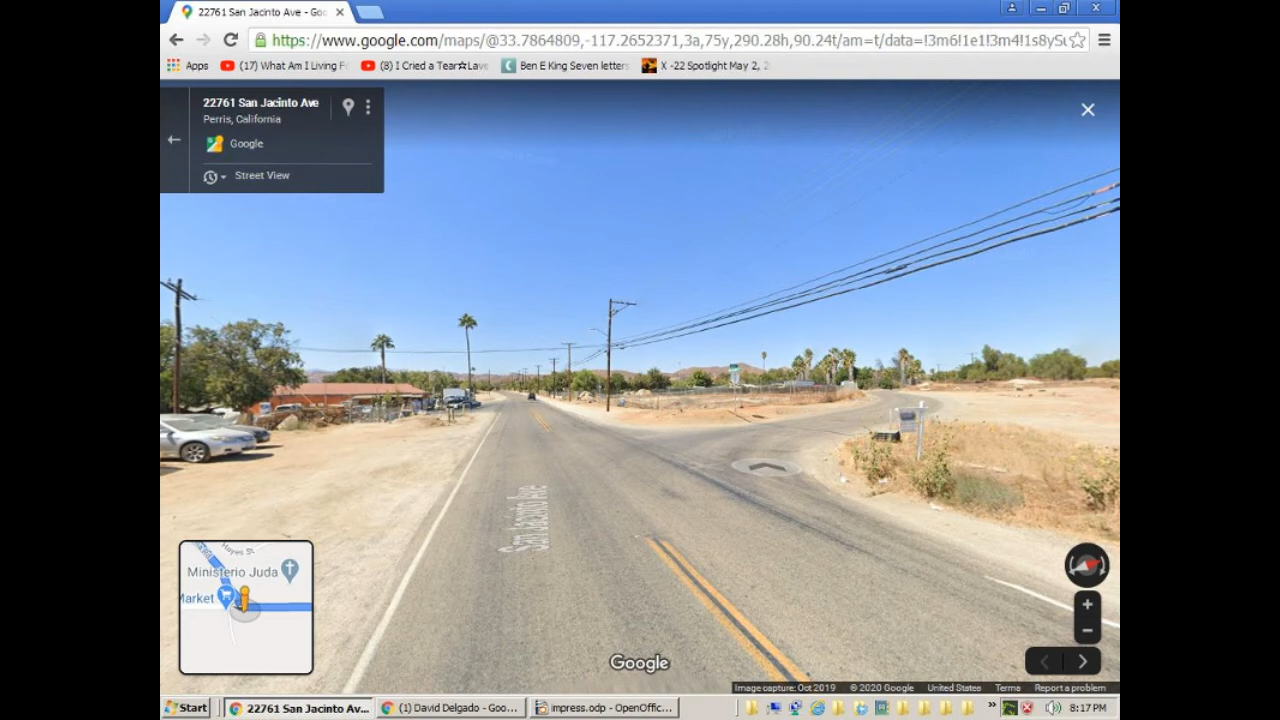 22761 San Jacinto Ave - Goo
https://www.google.com/maps/@33.7864809,-117.2652371,3a,75y,290.28h,90.24t/am=t/data=!3m6!1e1!3m4!1s8yS
Apps (17) What Am I Living F (8) I Cried a Tear☆Lave Ben E King Seven letters X -22 Spotlight May 2, 2
22761 San Jacinto Ave
Perris, California
Google
Street View
San Jacinto Ave
Hayes St
Ministerio Juda
Market
Google
Image capture: Oct 2019 © 2020 Google United States Terms Report a problem
Start 22761 San Jacinto Av... (1) David Delgado - Goo... impress.odp - OpenOffic... » 8:17 PM